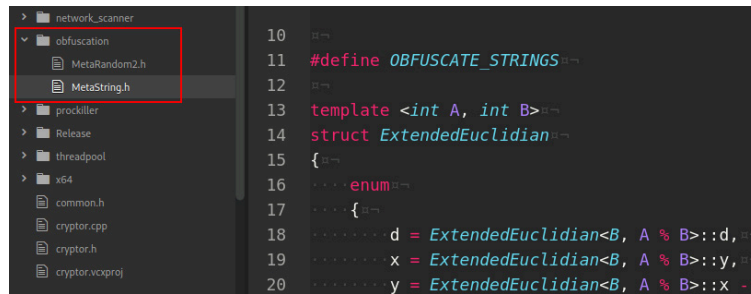 network_scanner
obfuscation
MetaRandom2.h
MetaString.h
prockiller
Release
threadpool
x64
common.h
cryptor.cpp
cryptor.h
cryptor.vcxproj
10
11 #define OBFUSCATE_STRINGS
12
13 template <int A, int B>
14 struct ExtendedEuclidian
15 {
16 enum
17 {
18 d = ExtendedEuclidian<B, A % B>::d,
19 x = ExtendedEuclidian<B, A % B>::y,
20 y = ExtendedEuclidian<B, A % B>::x -